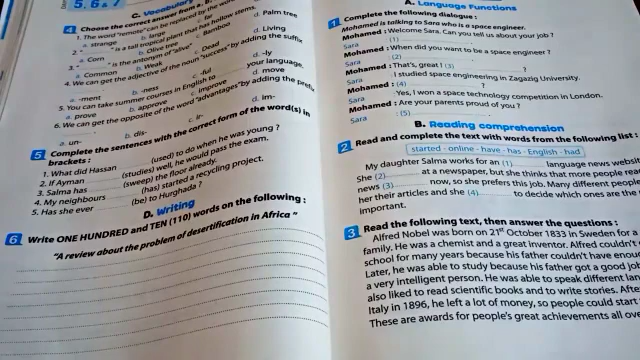 5, 6 & 7
C. Vocabulary
4 Choose the correct answer from a, b,
1. The word "remote" can be replaced by the word
a. strange b. large c. far d. Palm tree
2. " " is a tall tropical plant that has hollow stems.
a. Corn b. Olive tree c. bamboo
3. " " is the antonym of "alive" d. Living
a. Common b. Weak c. Dead
4. We can get the adjective of the noun "success" by adding the suffix
a. -ment b. -ness c. -ful d. -ly
5. You can take summer courses in English to your language.
a. prove b. approve c. improve d. move
6. We can get the opposite of the word "advantages" by adding the prefix
a. un- b. dis- c. ir- d. im-
5 Complete the sentences with the correct form of the word(s) in
brackets :
1. What did Hassan (used) to do when he was young ?
2. If Ayman (studies) well, he would pass the exam.
3. Salma has (sweep) the floor already.
4. My neighbours (has) started a recycling project.
5. Has she ever (be) to Hurghada ?
D. Writing
6 Write ONE HUNDRED and TEN (110) words on the following :
"A review about the problem of desertification in Africa"
A. Language Functions
1 Complete the following dialogue :
Mohamed is talking to Sara who is a space engineer.
Mohamed : Welcome Sara. Can you tell us about your job ?
Sara : (1)
Mohamed : When did you want to be a space engineer ?
Sara : (2)
Mohamed : That's great ! (3) ?
Sara : I studied space engineering in Zagazig University.
Mohamed : (4) ?
Sara : Yes, I won a space technology competition in London.
Mohamed : Are your parents proud of you ?
Sara : (5)
B. Reading comprehension
2 Read and complete the text with words from the following list :
started - online - have - has - English - had
My daughter Salma works for an (1) language news webs
She (2) at a newspaper, but she thinks that more people rea
news (3) now, so she prefers this job. Many different people
her their articles and she (4) to decide which ones are the
important.
3 Read the following text, then answer the questions :
Alfred Nobel was born on 21st October 1833 in Sweden for a
family. He was a chemist and a great inventor. Alfred couldn't
school for many years because his father couldn't have enou
Later, he was able to study because his father got a good job
a very intelligent person. He was able to speak different lan
also liked to read scientific books and to write stories. Afte
Italy in 1896, he left a lot of money, so people could start
These are awards for people's great achievements all ove